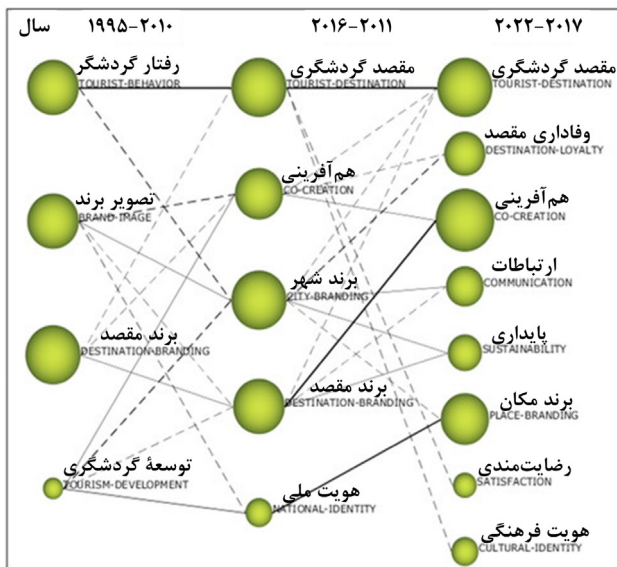 سال ۱۹۹۵-۲۰۱۰ ۲۰۱۶-۲۰۱۱ ۲۰۲۲-۲۰۱۷
رفتار گردشگر
TOURIST-BEHAVIOR
تصویر برند
BRAND-IMAGE
برند مقصد
DESTINATION-BRANDING
توسعهٔ گردشگری
TOURISM-DEVELOPMENT
مقصد گردشگری
TOURIST-DESTINATION
هم‌آفرینی
CO-CREATION
برند شهر
CITY-BRANDING
برند مقصد
DESTINATION-BRANDING
هویت ملی
NATIONAL-IDENTITY
مقصد گردشگری
TOURIST-DESTINATION
وفاداری مقصد
DESTINATION-LOYALTY
هم‌آفرینی
CO-CREATION
ارتباطات
COMMUNICATION
پایداری
SUSTAINABILITY
برند مکان
PLACE-BRANDING
رضایت‌مندی
SATISFACTION
هویت فرهنگی
CULTURAL-IDENTITY